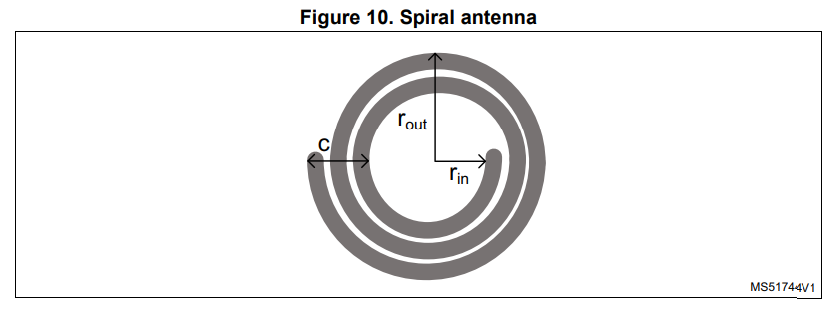 Figure 10. Spiral antenna
rout
c
rin
MS51744V1